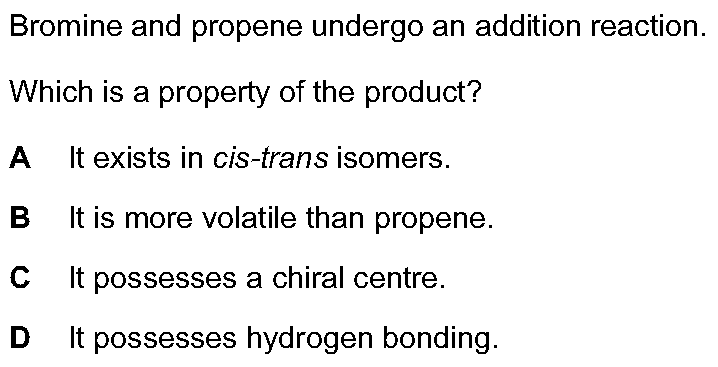 Bromine and propene undergo an addition reaction.
Which is a property of the product?
A It exists in cis-trans isomers.
B It is more volatile than propene.
C It possesses a chiral centre.
D It possesses hydrogen bonding.